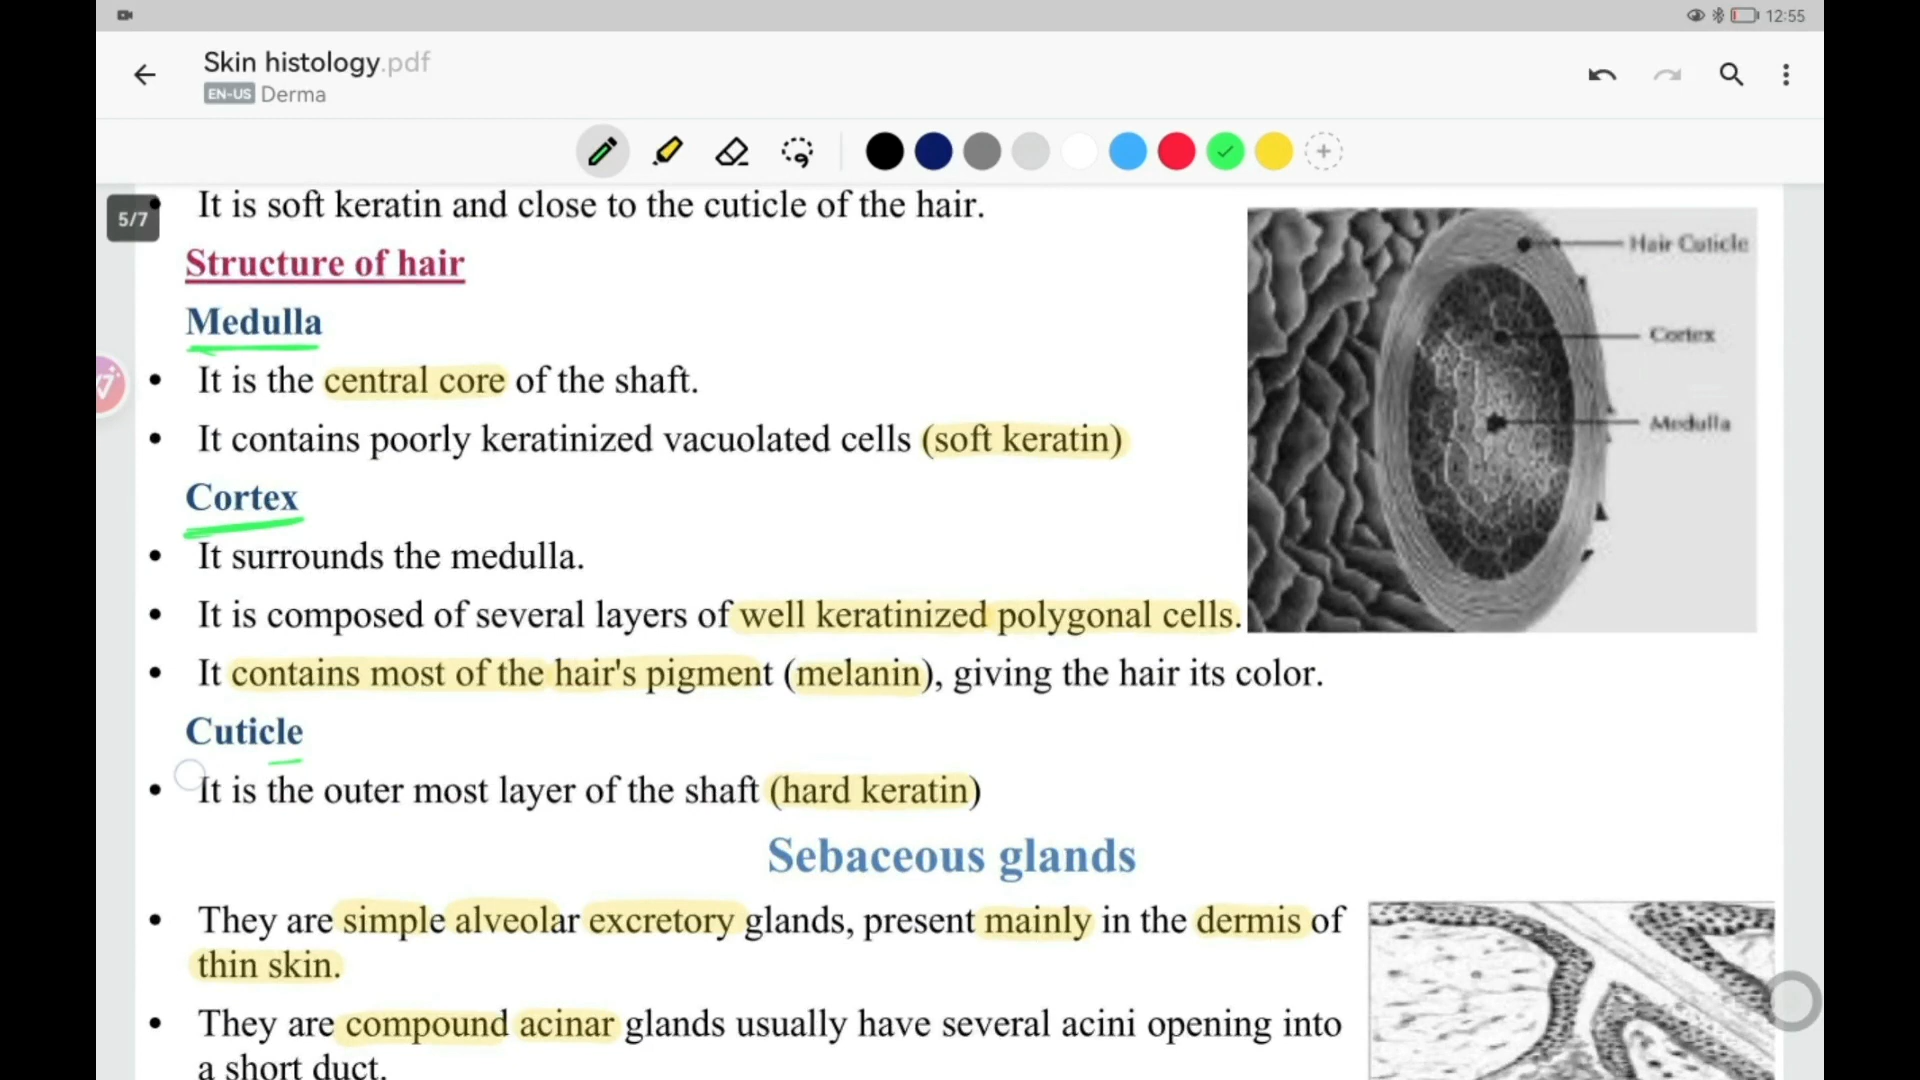 12:55
Skin histology.pdf
EN-US Derma
5/7
• It is soft keratin and close to the cuticle of the hair.
Structure of hair
Medulla
• It is the central core of the shaft.
• It contains poorly keratinized vacuolated cells (soft keratin)
Cortex
• It surrounds the medulla.
• It is composed of several layers of well keratinized polygonal cells.
• It contains most of the hair's pigment (melanin), giving the hair its color.
Cuticle
• It is the outer most layer of the shaft (hard keratin)
Hair Cuticle
Cortex
Medulla
Sebaceous glands
• They are simple alveolar excretory glands, present mainly in the dermis of
thin skin.
• They are compound acinar glands usually have several acini opening into
a short duct.